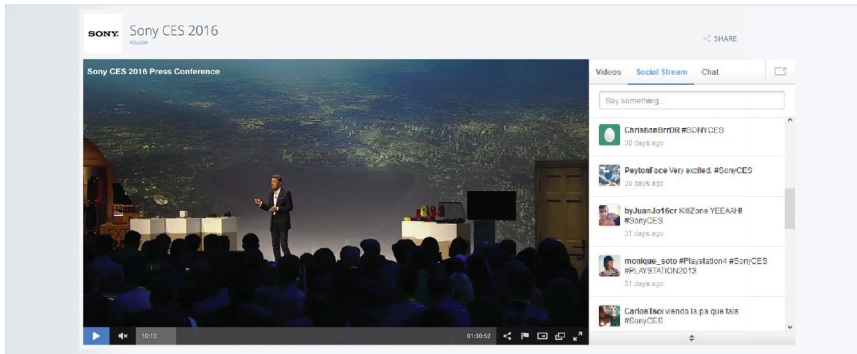 SONY
Sony CES 2016
FOLLOW
SHARE
Sony CES 2016 Press Conference
Videos Social Stream Chat
Say something...
ChristianBrrDR #SONYCES
30 days ago
PeytonFace Very excited. #SonyCES
30 days ago
byJuanJo16cr KillZone YEEAAH!
#SonyCES
31 days ago
monique_soto #Playstation4 #SonyCES
#PLAYSTATION2013
31 days ago
CarlosTsoi viendo la pa que tals
#SonyCES
10:13
01:30:52